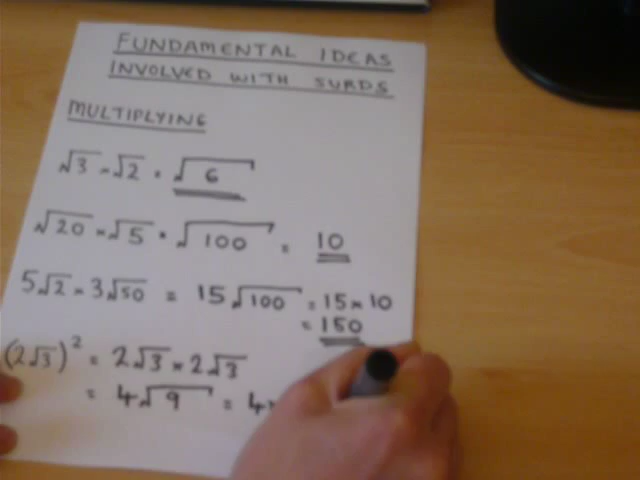 FUNDAMENTAL IDEAS
INVOLVED WITH SURDS
MULTIPLYING
√3 × √2 = √6
√20 × √5 = √100 = 10
5√2 × 3√50 = 15√100 = 15 × 10
= 150
(2√3)² = 2√3 × 2√3
= 4√9 = 4×